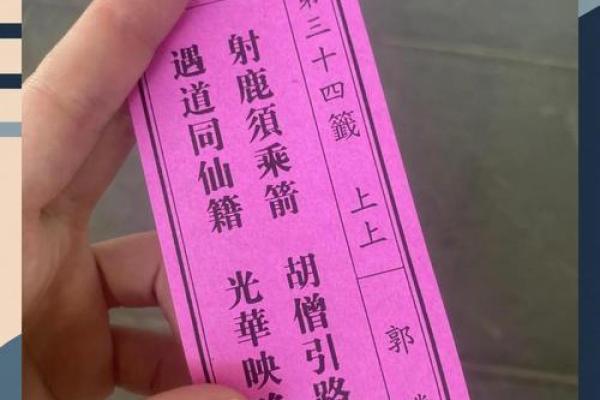 第三十四籤 上上 郭
射鹿須乘箭 胡僧引路
遇道同仙籍 光華映